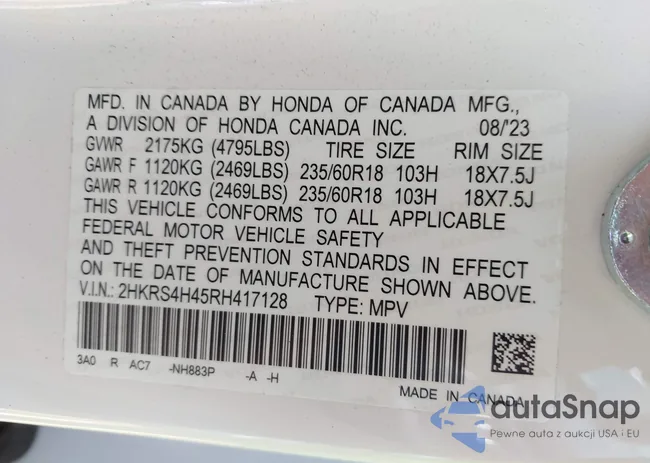 MFD. IN CANADA BY HONDA OF CANADA MFG.,
A DIVISION OF HONDA CANADA INC. 08/'23
GVWR 2175KG (4795LBS) TIRE SIZE RIM SIZE
GAWR F 1120KG (2469LBS) 235/60R18 103H 18X7.5J
GAWR R 1120KG (2469LBS) 235/60R18 103H 18X7.5J
THIS VEHICLE CONFORMS TO ALL APPLICABLE
FEDERAL MOTOR VEHICLE SAFETY
AND THEFT PREVENTION STANDARDS IN EFFECT
ON THE DATE OF MANUFACTURE SHOWN ABOVE.
V.I.N.: 2HKRS4H45RH417128 TYPE: MPV
3A0 R AC7 -NH883P -A -H
MADE IN CANADA
autaSnap
Pewne auta z aukcji USA i EU